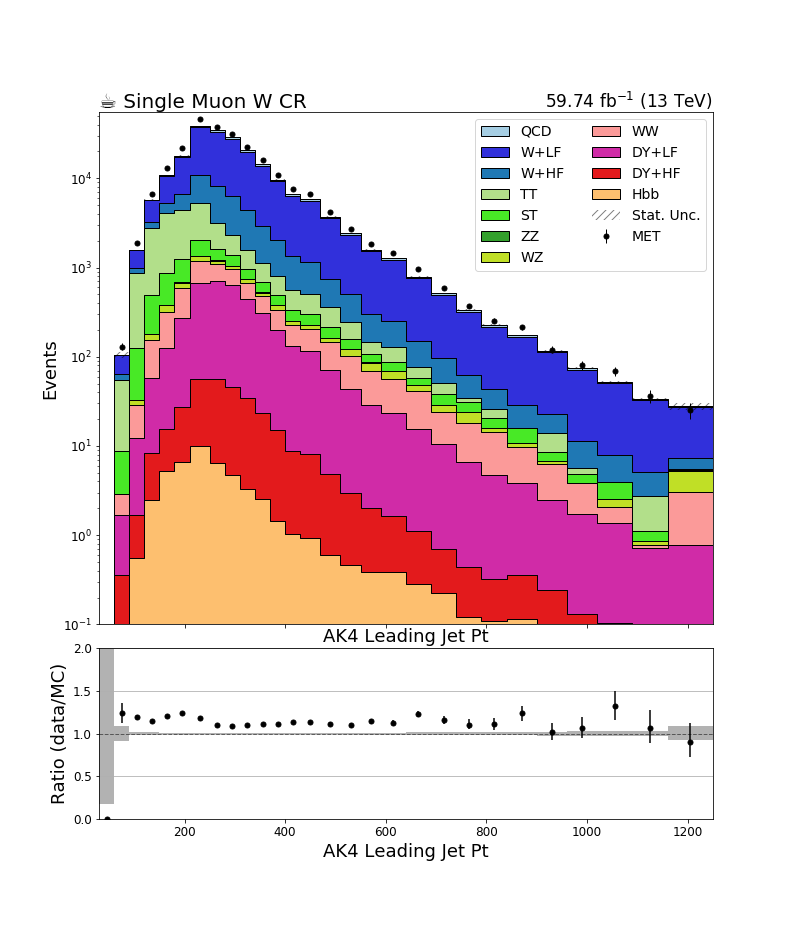 ☕ Single Muon W CR
59.74 fb⁻¹ (13 TeV)
QCD
W+LF
W+HF
TT
ST
ZZ
WZ
WW
DY+LF
DY+HF
Hbb
Stat. Unc.
MET
Events
10⁴
10³
10²
10¹
10⁰
10⁻¹
AK4 Leading Jet Pt
Ratio (data/MC)
2.0
1.5
1.0
0.5
0.0
200 400 600 800 1000 1200
AK4 Leading Jet Pt